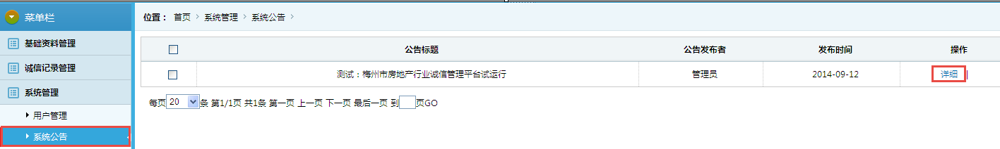 菜单栏
基础资料管理
诚信记录管理
系统管理
用户管理
系统公告
位置： 首页 › 系统管理 › 系统公告 ›
公告标题 公告发布者 发布时间 操作
测试：梅州市房地产行业诚信管理平台试运行 管理员 2014-09-12 详细
每页 20 条 第1/1页 共1条 第一页 上一页 下一页 最后一页 到 页GO